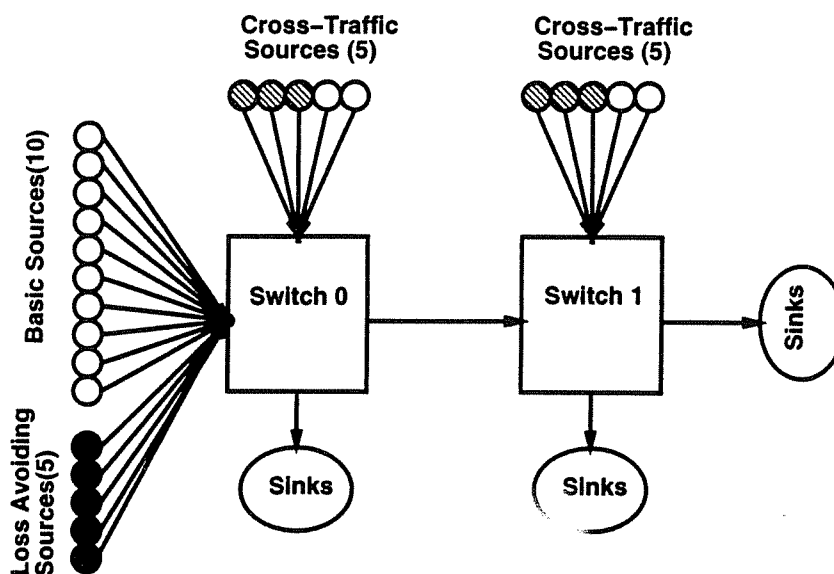 Cross-Traffic
Sources (5)
Cross-Traffic
Sources (5)
Basic Sources(10)
Loss Avoiding
Sources(5)
Switch 0
Switch 1
Sinks
Sinks
Sinks